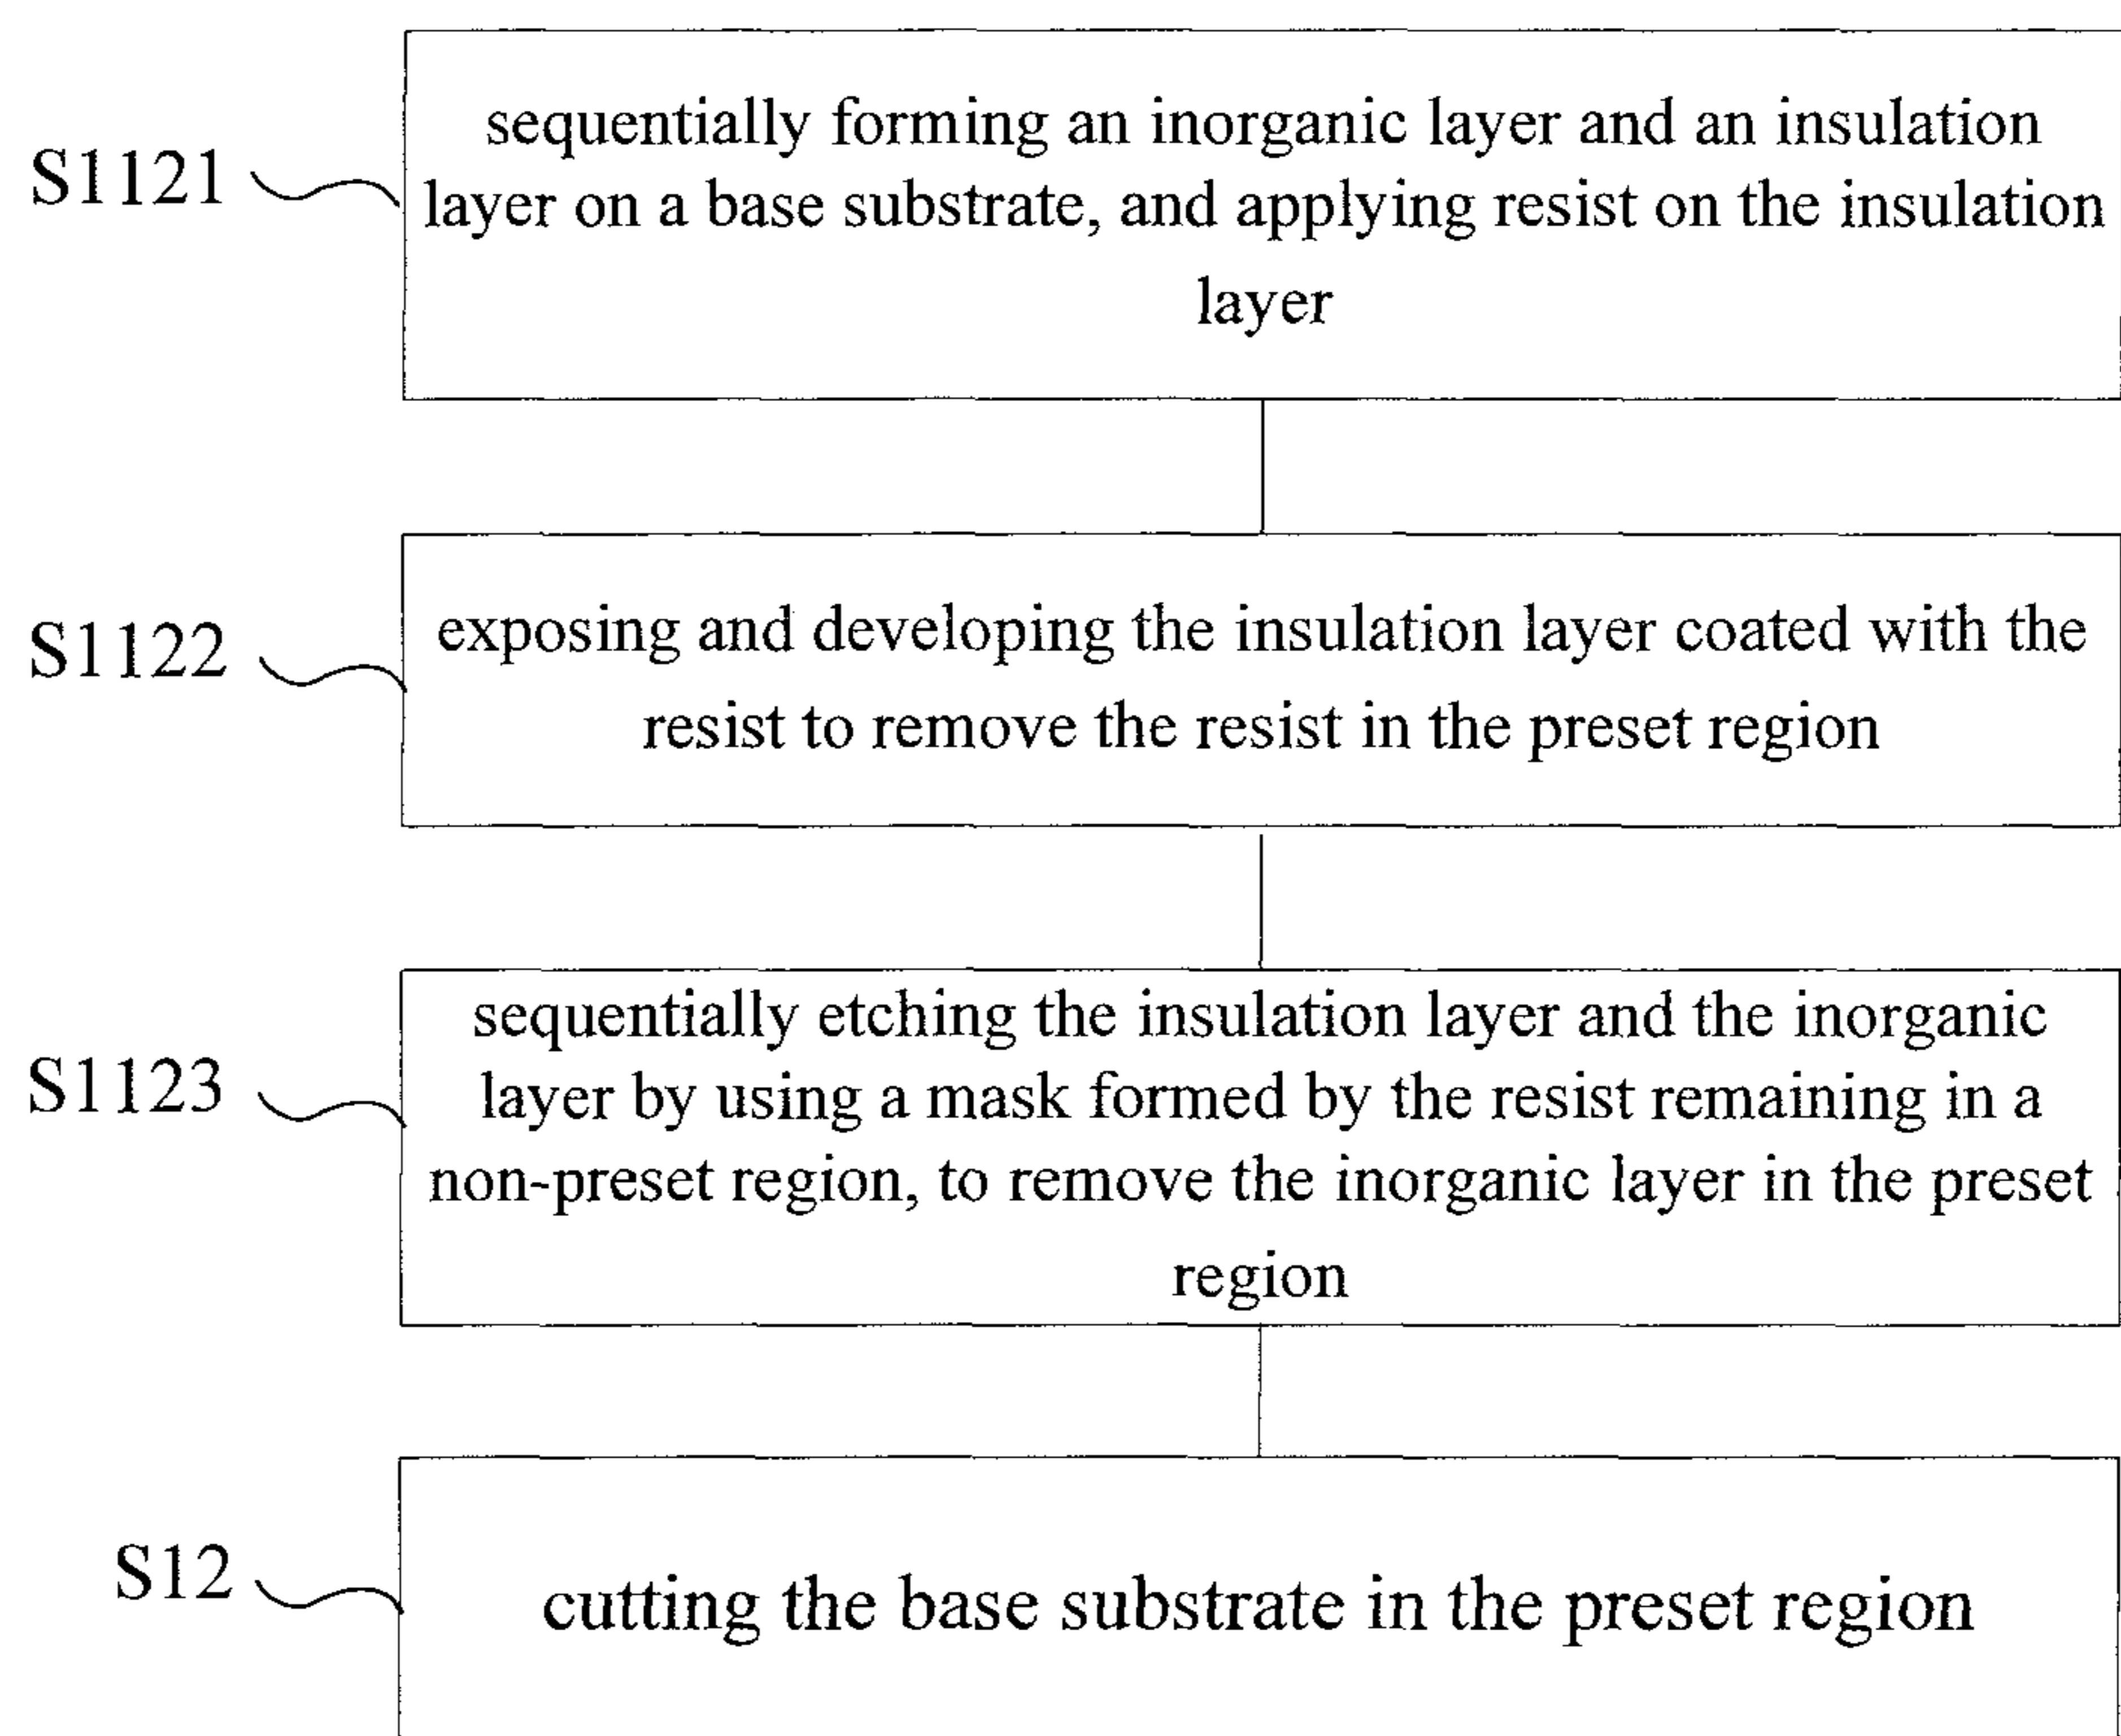 sequentially forming an inorganic layer and an insulation
S1121
layer on a base substrate, and applying resist on the insulation
layer
exposing and developing the insulation layer coated with the
S1122
resist to remove the resist in the preset region
sequentially etching the insulation layer and the inorganic
S1123
layer by using a mask formed by the resist remaining in a
non-preset region, to remove the inorganic layer in the preset
region
S12
cutting the base substrate in the preset region